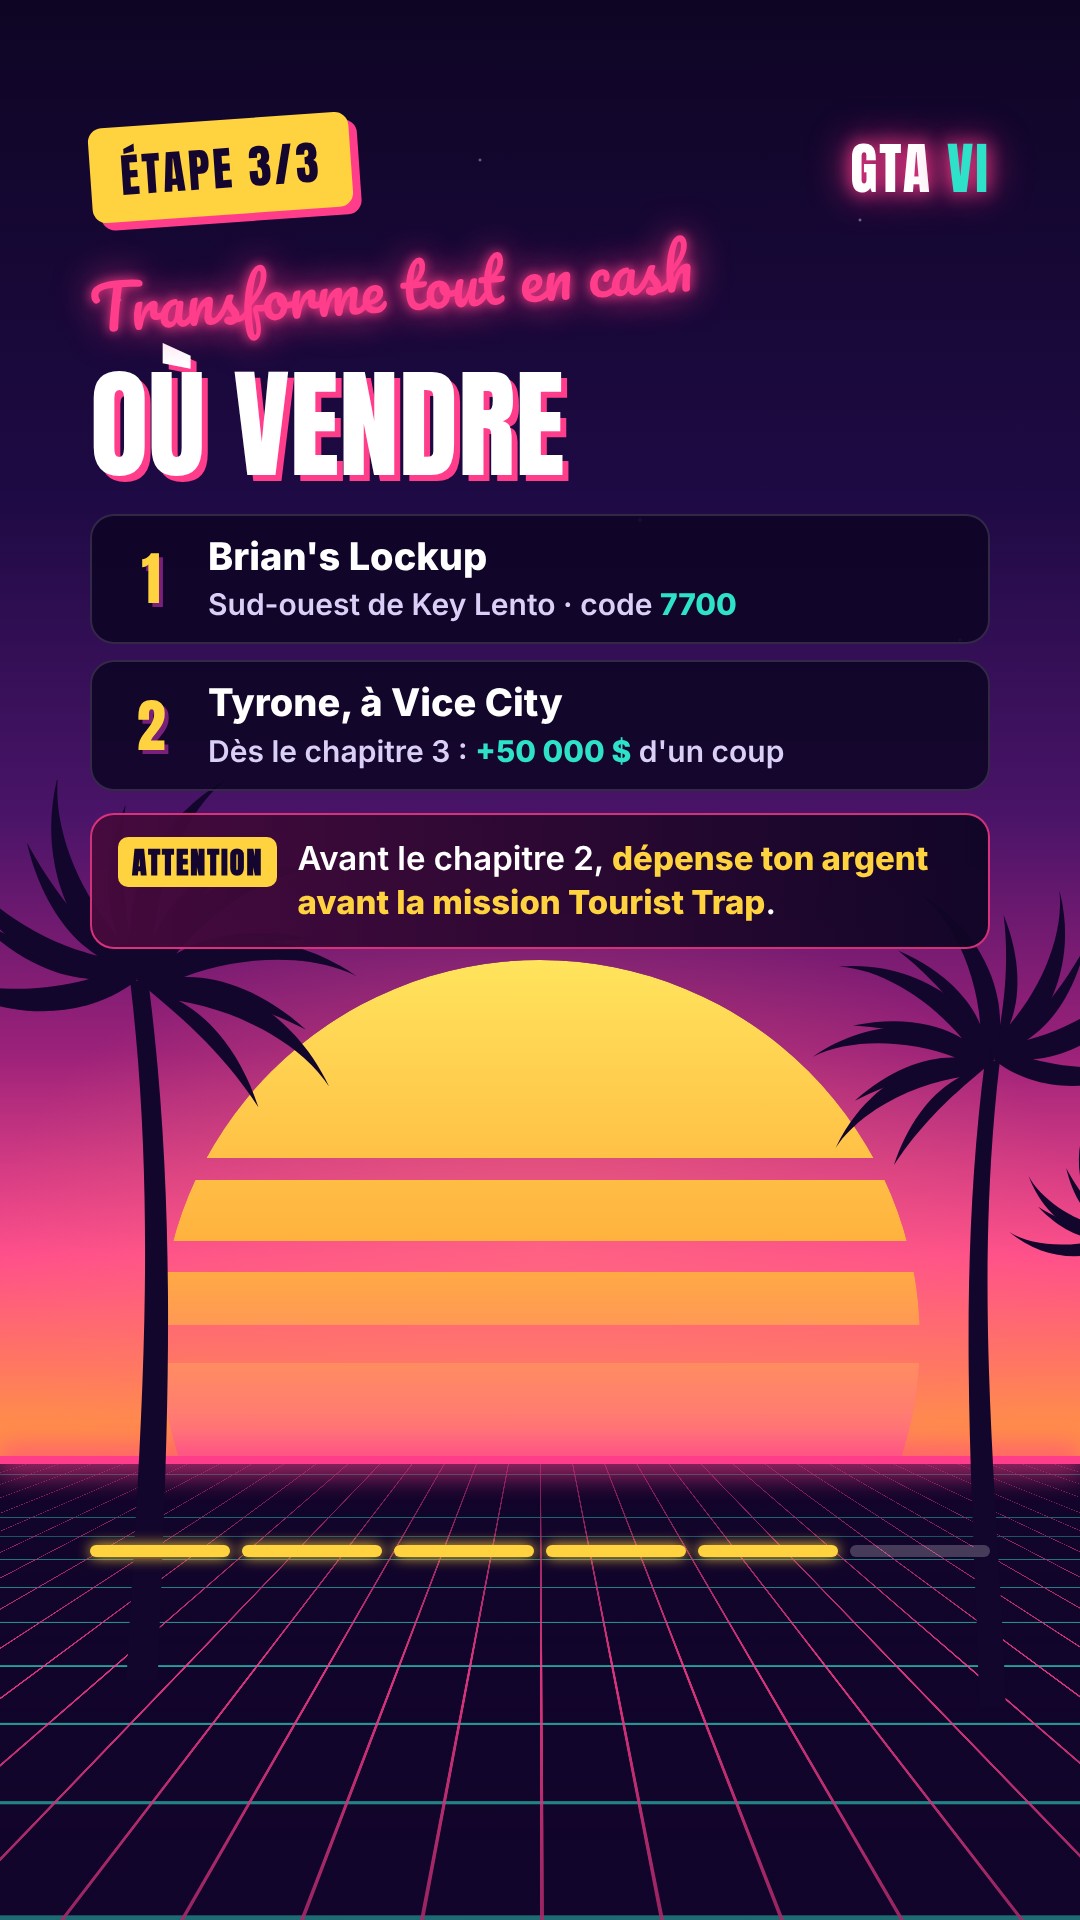 ÉTAPE 3/3
GTA VI
Transforme tout en cash
OÙ VENDRE
1
Brian's Lockup
Sud-ouest de Key Lento · code 7700
2
Tyrone, à Vice City
Dès le chapitre 3 : +50 000 $ d'un coup
ATTENTION
Avant le chapitre 2, dépense ton argent
avant la mission Tourist Trap.